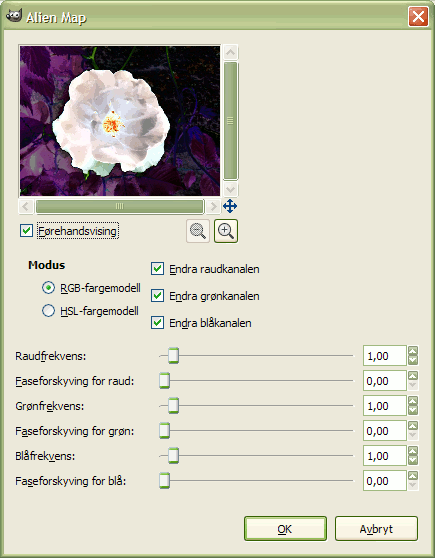 Alien Map
Førehandsvising
Modus
RGB-fargemodell
HSL-fargemodell
Endra raudkanalen
Endra grønkanalen
Endra blåkanalen
Raudfrekvens: 1,00
Faseforskyving for raud: 0,00
Grønfrekvens: 1,00
Faseforskyving for grøn: 0,00
Blåfrekvens: 1,00
Faseforskyving for blå: 0,00
OK Avbryt